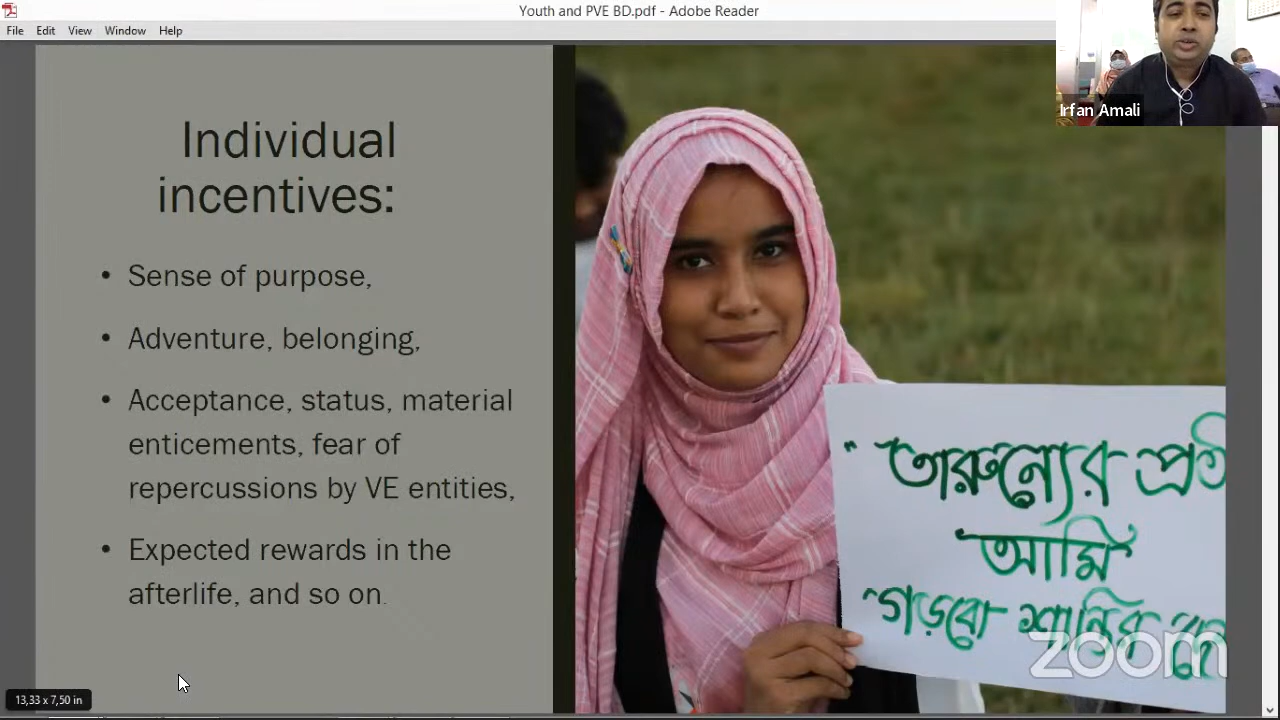 Youth and PVE BD.pdf - Adobe Reader
File Edit View Window Help
Irfan Amali
Individual
incentives:
• Sense of purpose,
• Adventure, belonging,
• Acceptance, status, material
enticements, fear of
repercussions by VE entities,
• Expected rewards in the
afterlife, and so on.
"তারুন্যের
আমি
"গড়বো শান্তির
zoom
13,33 x 7,50 in